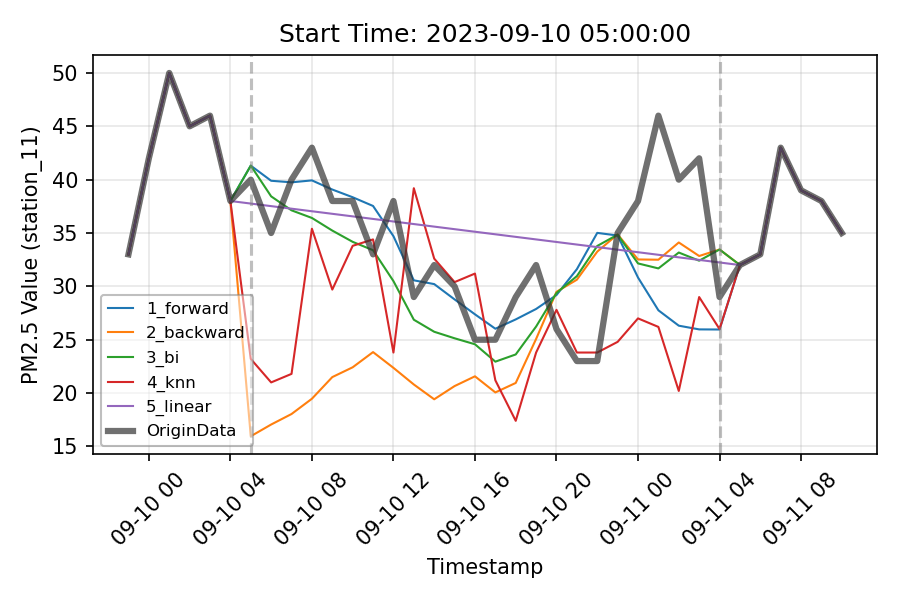 Start Time: 2023-09-10 05:00:00
PM2.5 Value (station_11)
50
45
40
35
30
25
20
15
1_forward
2_backward
3_bi
4_knn
5_linear
OriginData
09-10 00
09-10 04
09-10 08
09-10 12
09-10 16
09-10 20
09-11 00
09-11 04
09-11 08
Timestamp